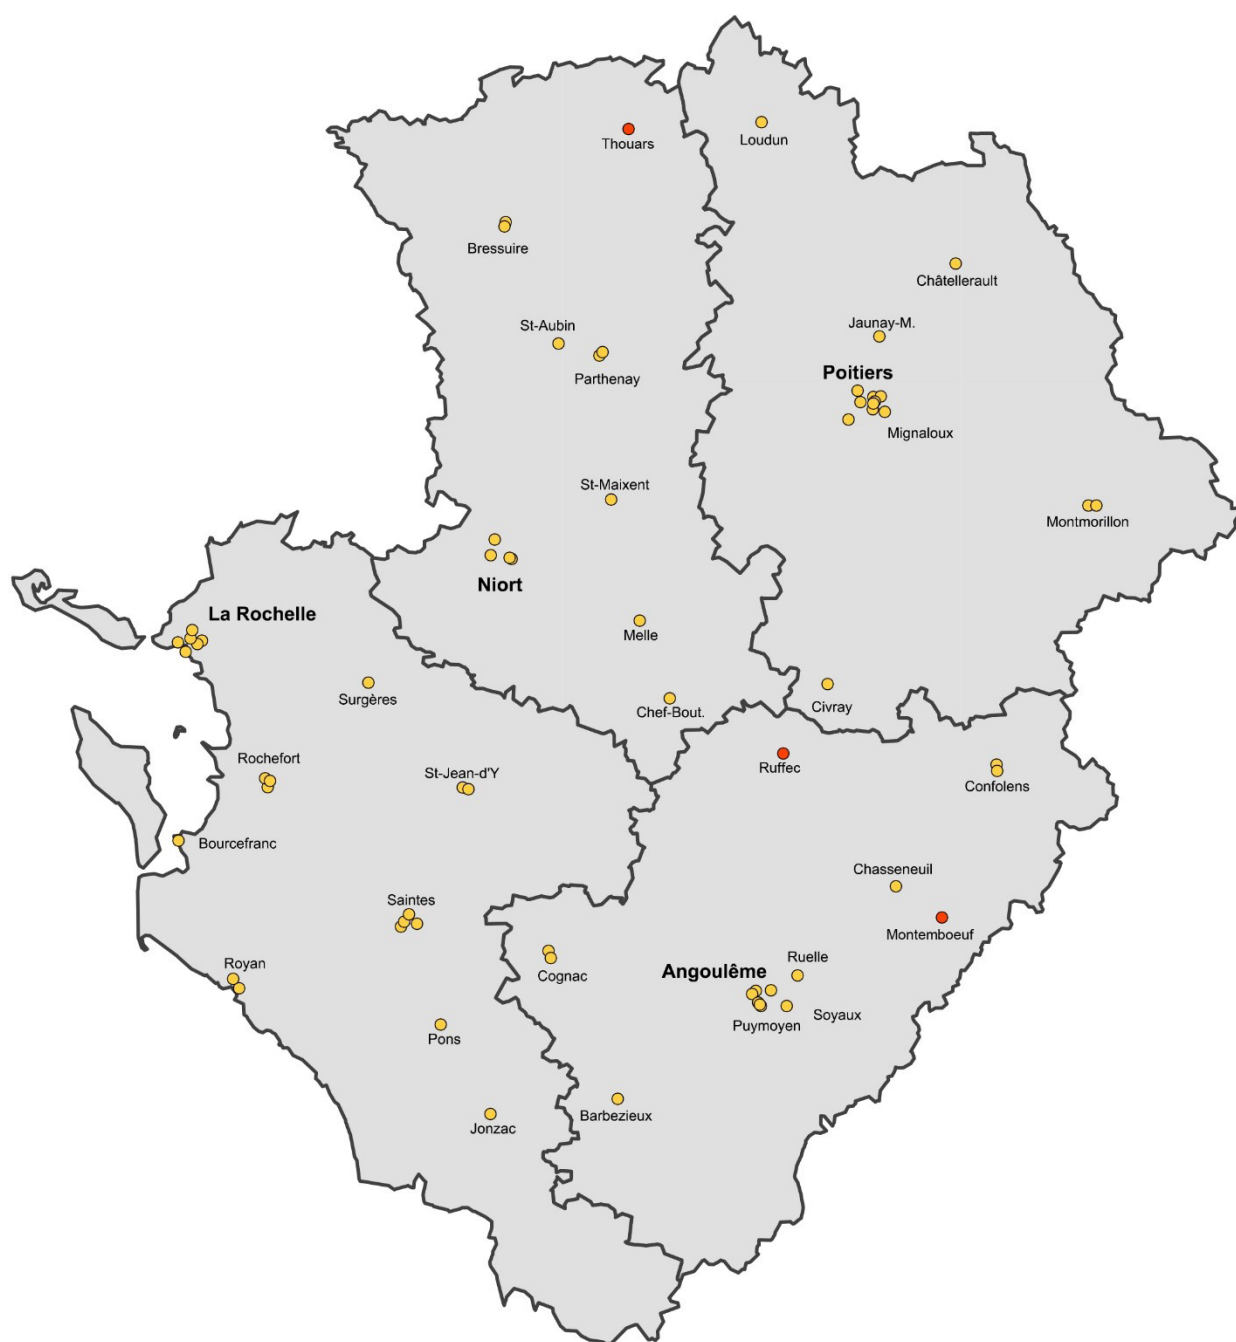 Thouars
Loudun
Bressuire
Châtellerault
St-Aubin
Jaunay-M.
Parthenay
Poitiers
Mignaloux
St-Maixent
Montmorillon
Niort
La Rochelle
Melle
Surgères
Chef-Bout.
Civray
Rochefort
St-Jean-d'Y
Ruffec
Confolens
Bourcefranc
Chasseneuil
Saintes
Montemboeuf
Royan
Cognac
Angoulême
Ruelle
Puymoyen
Soyaux
Pons
Barbezieux
Jonzac